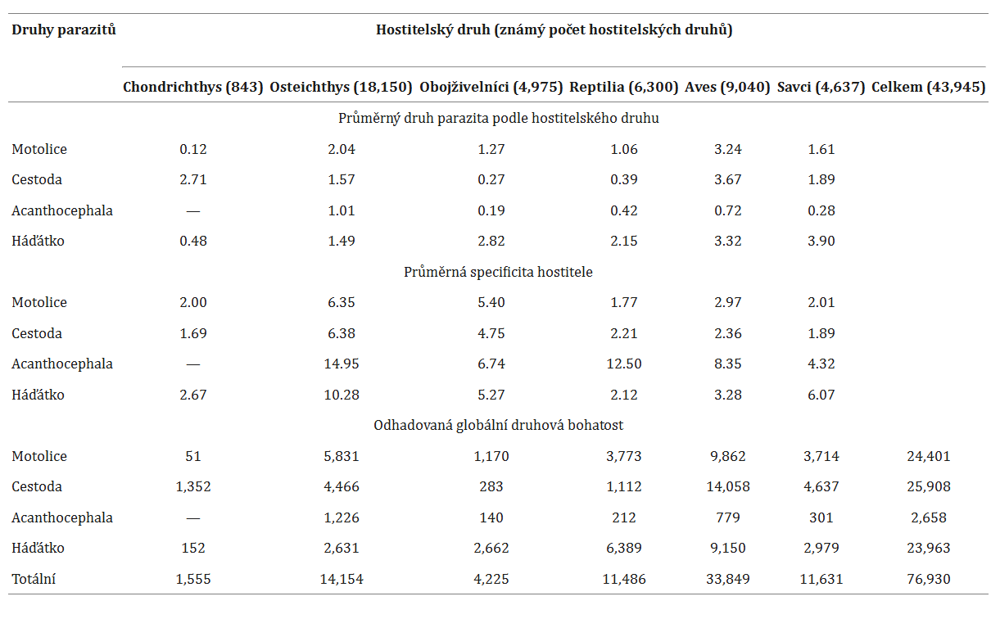 Druhy parazitů Hostitelský druh (známý počet hostitelských druhů)
Chondrichthys (843) Osteichthys (18,150) Obojživelníci (4,975) Reptilia (6,300) Aves (9,040) Savci (4,637) Celkem (43,945)
Průměrný druh parazita podle hostitelského druhu
Motolice 0.12 2.04 1.27 1.06 3.24 1.61
Cestoda 2.71 1.57 0.27 0.39 3.67 1.89
Acanthocephala — 1.01 0.19 0.42 0.72 0.28
Háďátko 0.48 1.49 2.82 2.15 3.32 3.90
Průměrná specificita hostitele
Motolice 2.00 6.35 5.40 1.77 2.97 2.01
Cestoda 1.69 6.38 4.75 2.21 2.36 1.89
Acanthocephala — 14.95 6.74 12.50 8.35 4.32
Háďátko 2.67 10.28 5.27 2.12 3.28 6.07
Odhadovaná globální druhová bohatost
Motolice 51 5,831 1,170 3,773 9,862 3,714 24,401
Cestoda 1,352 4,466 283 1,112 14,058 4,637 25,908
Acanthocephala — 1,226 140 212 779 301 2,658
Háďátko 152 2,631 2,662 6,389 9,150 2,979 23,963
Totální 1,555 14,154 4,225 11,486 33,849 11,631 76,930